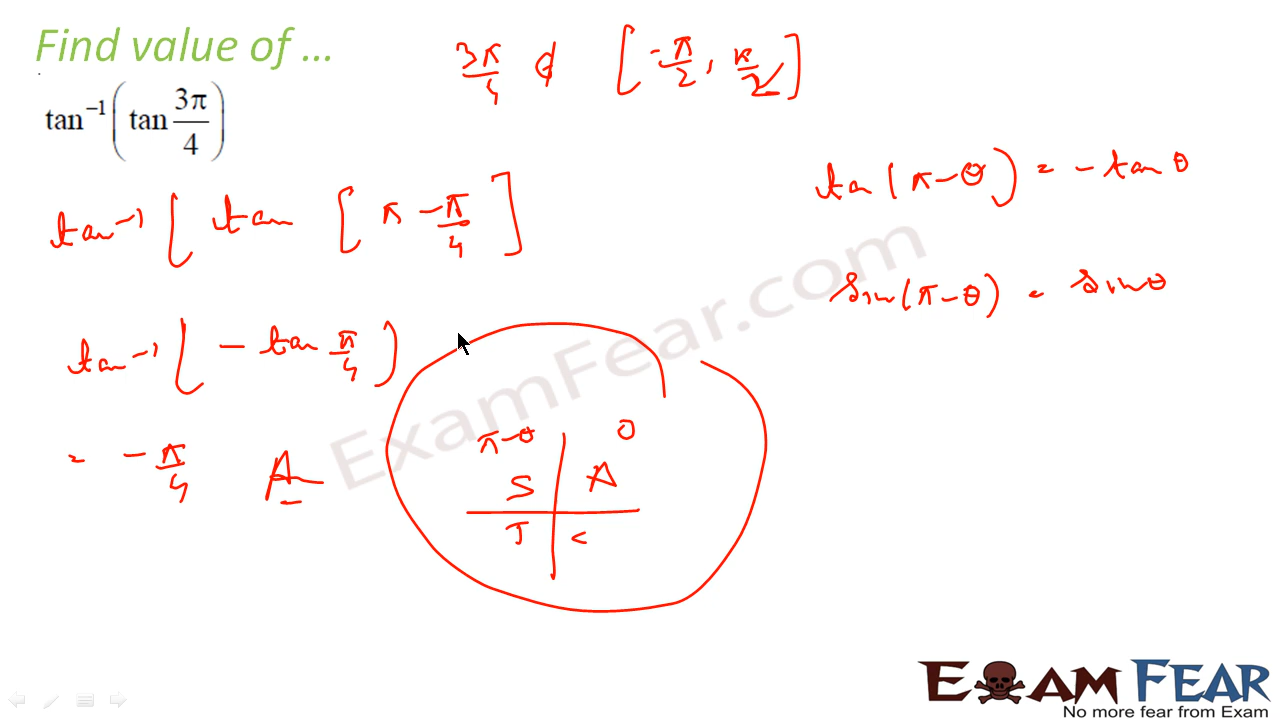 Find value of ...
tan⁻¹(tan 3π/4)
3π/4 ∉ [-π/2, π/2]
tan⁻¹[tan[π - π/4]]
tan(π-θ) = -tanθ
sin(π-θ) = sinθ
tan⁻¹(-tan π/4)
= -π/4 A
π-θ θ
S A
T C
ExamFear.com
EXAM FEAR
No more fear from Exam